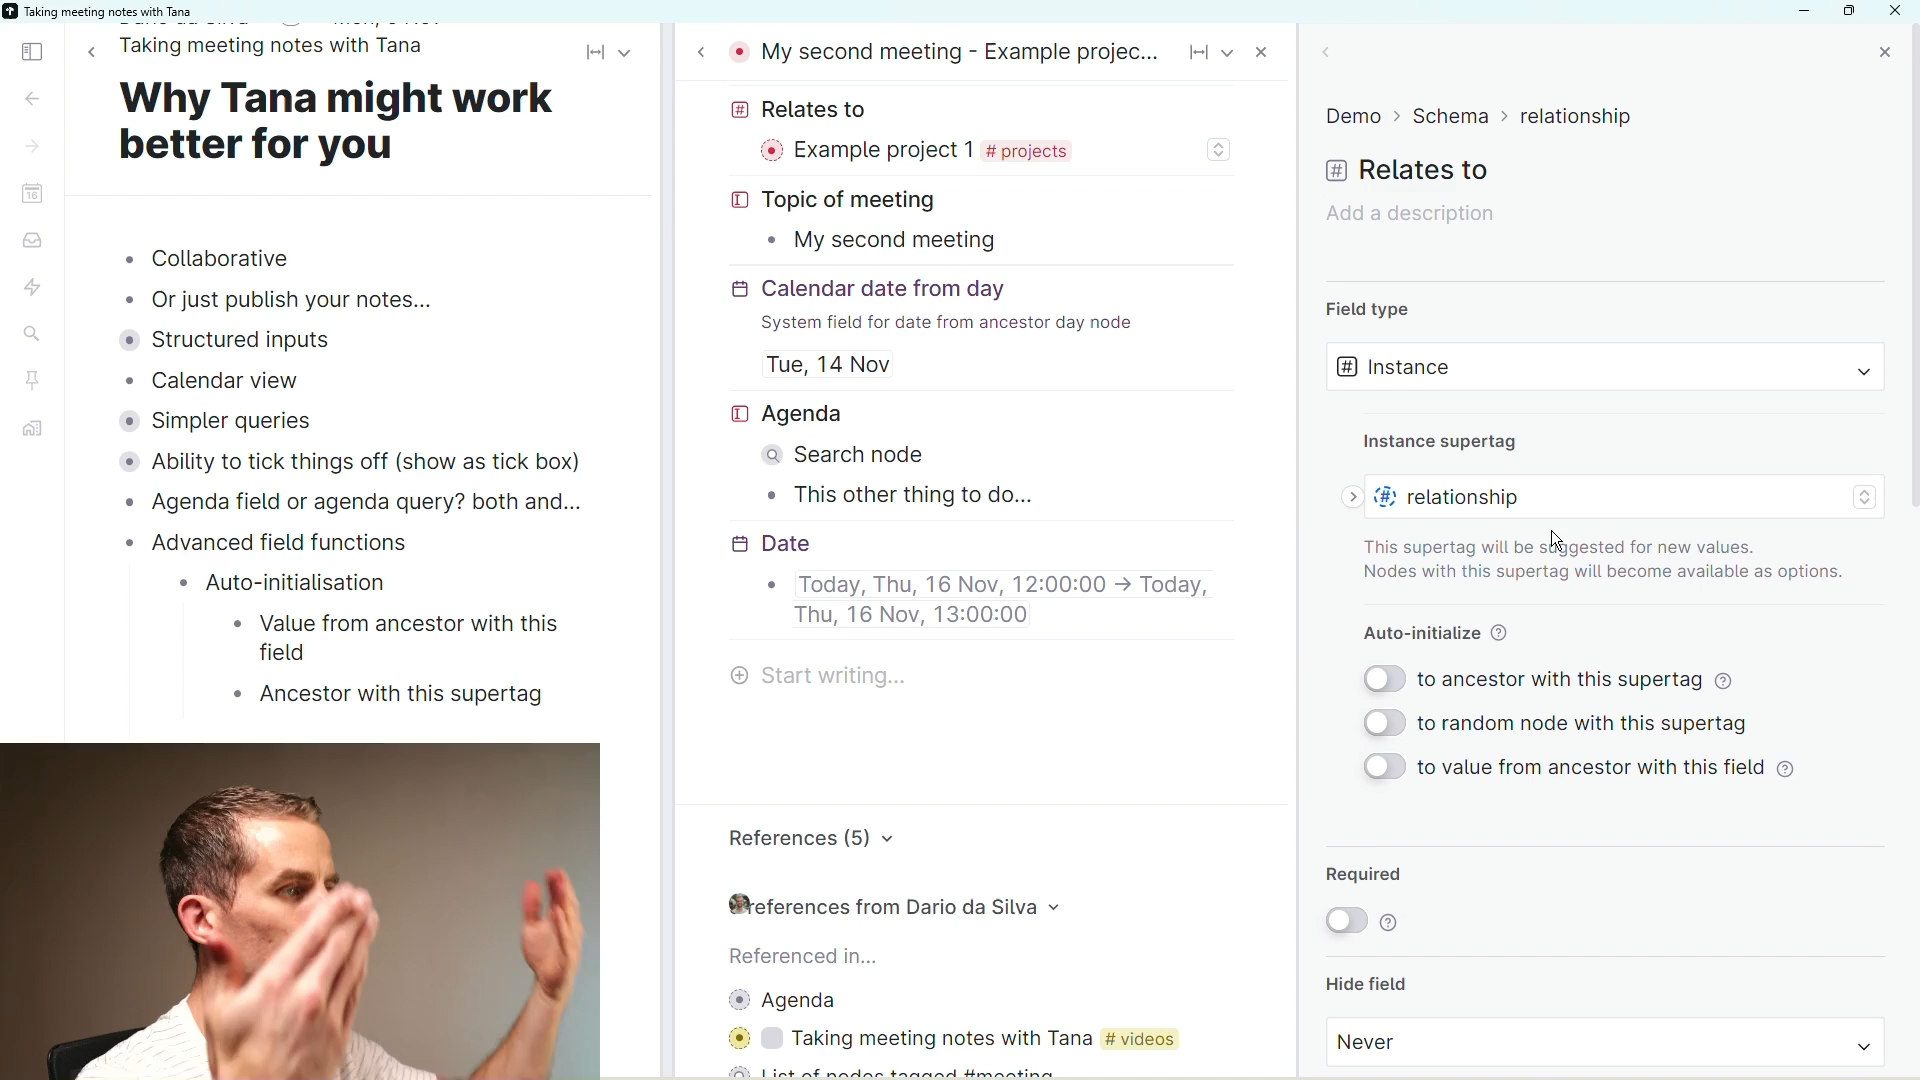 Taking meeting notes with Tana
Taking meeting notes with Tana
Why Tana might work
better for you
Collaborative
Or just publish your notes...
Structured inputs
Calendar view
Simpler queries
Ability to tick things off (show as tick box)
Agenda field or agenda query? both and...
Advanced field functions
Auto-initialisation
Value from ancestor with this
field
Ancestor with this supertag
My second meeting - Example projec...
Relates to
Example project 1 # projects
Topic of meeting
My second meeting
Calendar date from day
System field for date from ancestor day node
Tue, 14 Nov
Agenda
Search node
This other thing to do...
Date
Today, Thu, 16 Nov, 12:00:00 → Today,
Thu, 16 Nov, 13:00:00
Start writing...
References (5)
references from Dario da Silva
Referenced in...
Agenda
Taking meeting notes with Tana # videos
List of nodes tagged #meeting
Demo > Schema > relationship
Relates to
Add a description
Field type
Instance
Instance supertag
relationship
This supertag will be suggested for new values.
Nodes with this supertag will become available as options.
Auto-initialize
to ancestor with this supertag
to random node with this supertag
to value from ancestor with this field
Required
Hide field
Never
16